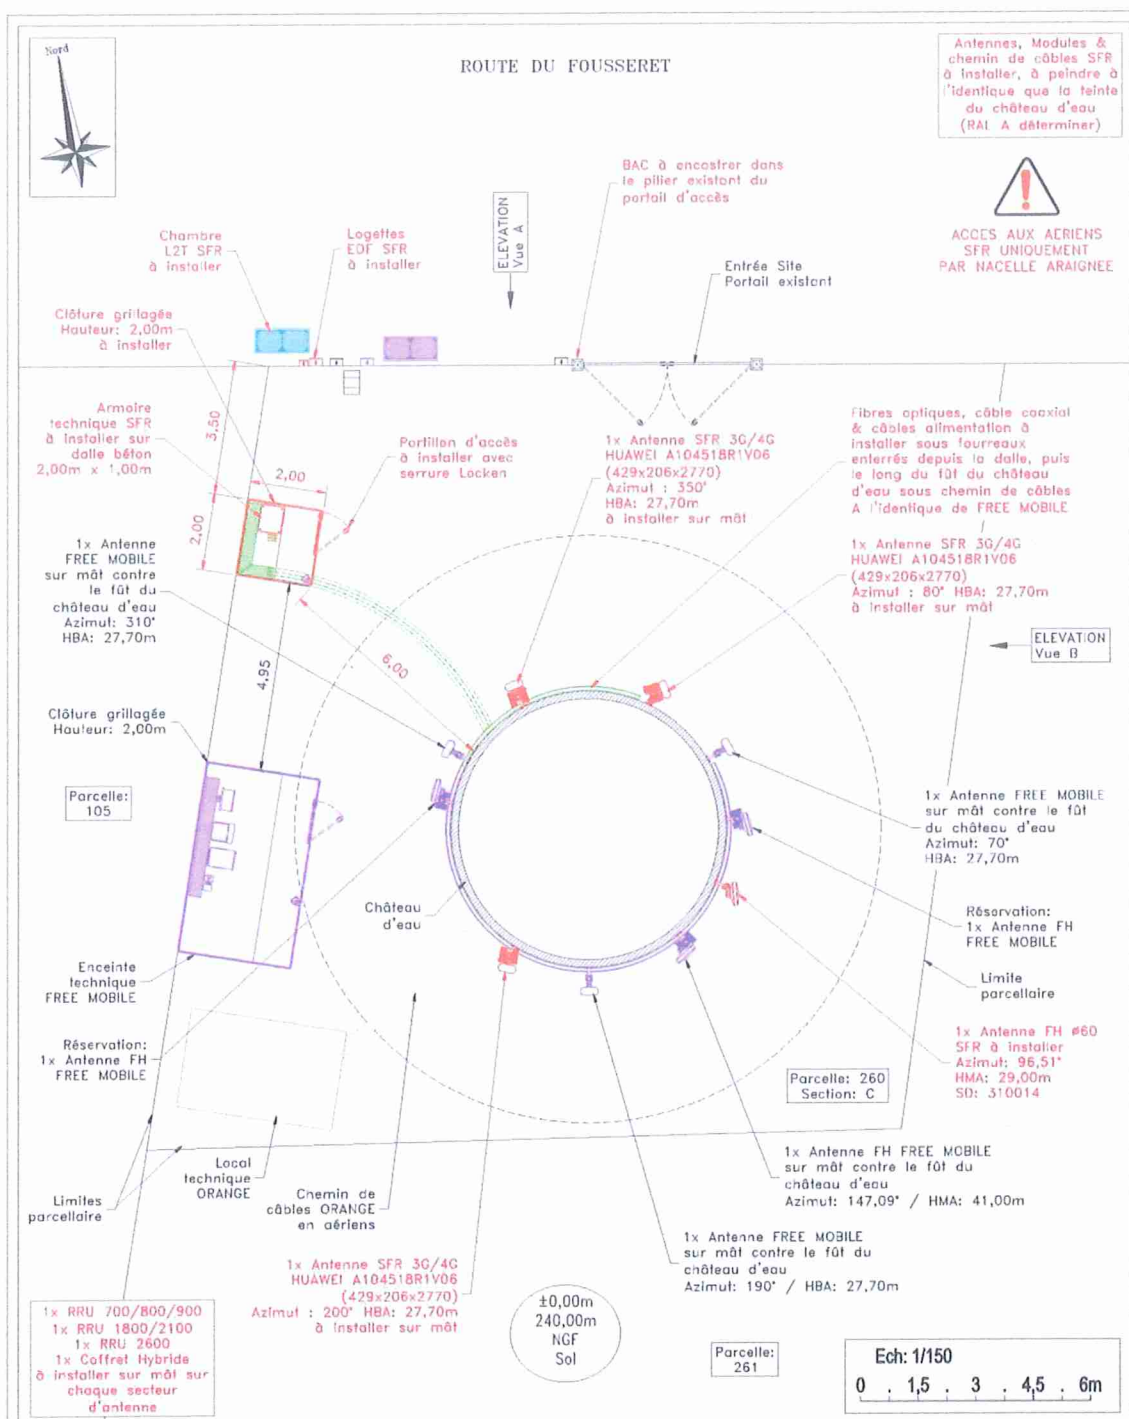 Nord
ROUTE DU FOUSSERET
Antennes, Modules &
chemin de câbles SFR
à installer, à peindre à
l'identique que la teinte
du château d'eau
(RAL A déterminer)
ACCES AUX AERIENS
SFR UNIQUEMENT
PAR NACELLE ARAIGNEE
BAC à encastrer dans
le pilier existant du
portail d'accès
ELEVATION
Vue A
Chambre
L2T SFR
à installer
Logettes
EDF SFR
à installer
Entrée Site
Portail existant
Clôture grillagée
Hauteur: 2,00m
à installer
Armoire
technique SFR
à installer sur
dalle béton
2,00m x 1,00m
3,50
2,00
2,00
Portillon d'accès
à installer avec
serrure Locken
1x Antenne SFR 3G/4G
HUAWEI A104518R1V06
(429x206x2770)
Azimut : 350°
HBA: 27,70m
à installer sur mât
Fibres optiques, câble coaxial
& câbles alimentation à
installer sous fourreaux
enterrés depuis la dalle, puis
le long du fût du château
d'eau sous chemin de câbles
A l'identique de FREE MOBILE
1x Antenne SFR 3G/4G
HUAWEI A104518R1V06
(429x206x2770)
Azimut : 80° HBA: 27,70m
à installer sur mât
1x Antenne
FREE MOBILE
sur mât contre
le fût du
château d'eau
Azimut: 310°
HBA: 27,70m
4,95
6,00
ELEVATION
Vue B
Clôture grillagée
Hauteur: 2,00m
Parcelle:
105
Château
d'eau
1x Antenne FREE MOBILE
sur mât contre le fût
du château d'eau
Azimut: 70°
HBA: 27,70m
Réservation:
1x Antenne FH
FREE MOBILE
Limite
parcellaire
Enceinte
technique
FREE MOBILE
Réservation:
1x Antenne FH
FREE MOBILE
1x Antenne FH ø60
SFR à installer
Azimut: 96,51°
HMA: 29,00m
SD: 310014
Parcelle: 260
Section: C
Local
technique
ORANGE
Chemin de
câbles ORANGE
en aériens
Limites
parcellaire
1x Antenne FH FREE MOBILE
sur mât contre le fût du
château d'eau
Azimut: 147,09° / HMA: 41,00m
1x Antenne FREE MOBILE
sur mât contre le fût du
château d'eau
Azimut: 190° / HBA: 27,70m
1x Antenne SFR 3G/4G
HUAWEI A104518R1V06
(429x206x2770)
Azimut : 200° HBA: 27,70m
à installer sur mât
1x RRU 700/800/900
1x RRU 1800/2100
1x RRU 2600
1x Coffret Hybride
à installer sur mât sur
chaque secteur
d'antenne
±0,00m
240,00m
NGF
Sol
Parcelle:
261
Ech: 1/150
0 . 1,5 . 3 . 4,5 . 6m